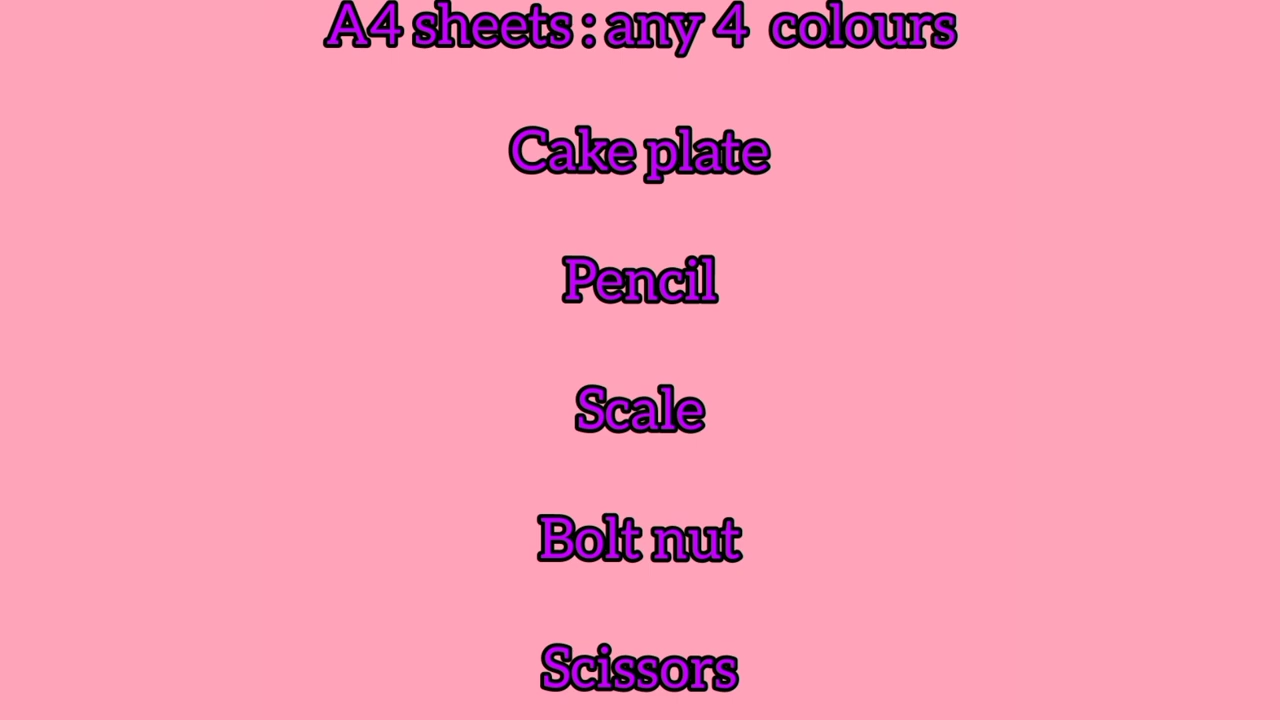 A4 sheets : any 4 colours
Cake plate
Pencil
Scale
Bolt nut
Scissors